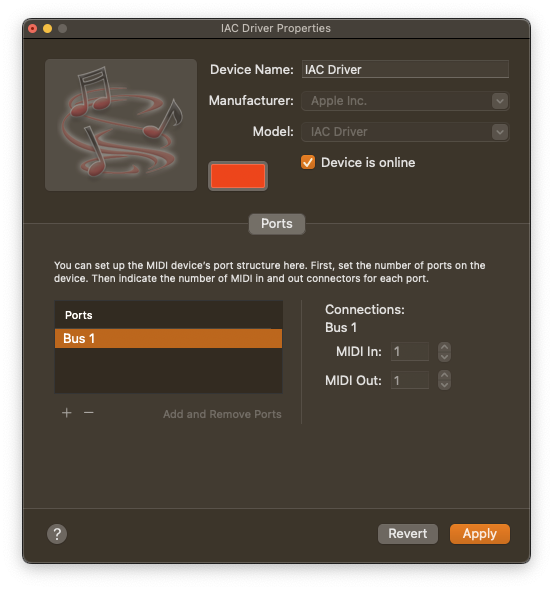 IAC Driver Properties
Device Name: IAC Driver
Manufacturer: Apple Inc.
Model: IAC Driver
Device is online
Ports
You can set up the MIDI device's port structure here. First, set the number of ports on the
device. Then indicate the number of MIDI in and out connectors for each port.
Ports
Bus 1
+ −
Add and Remove Ports
Connections:
Bus 1
MIDI In: 1
MIDI Out: 1
?
Revert
Apply